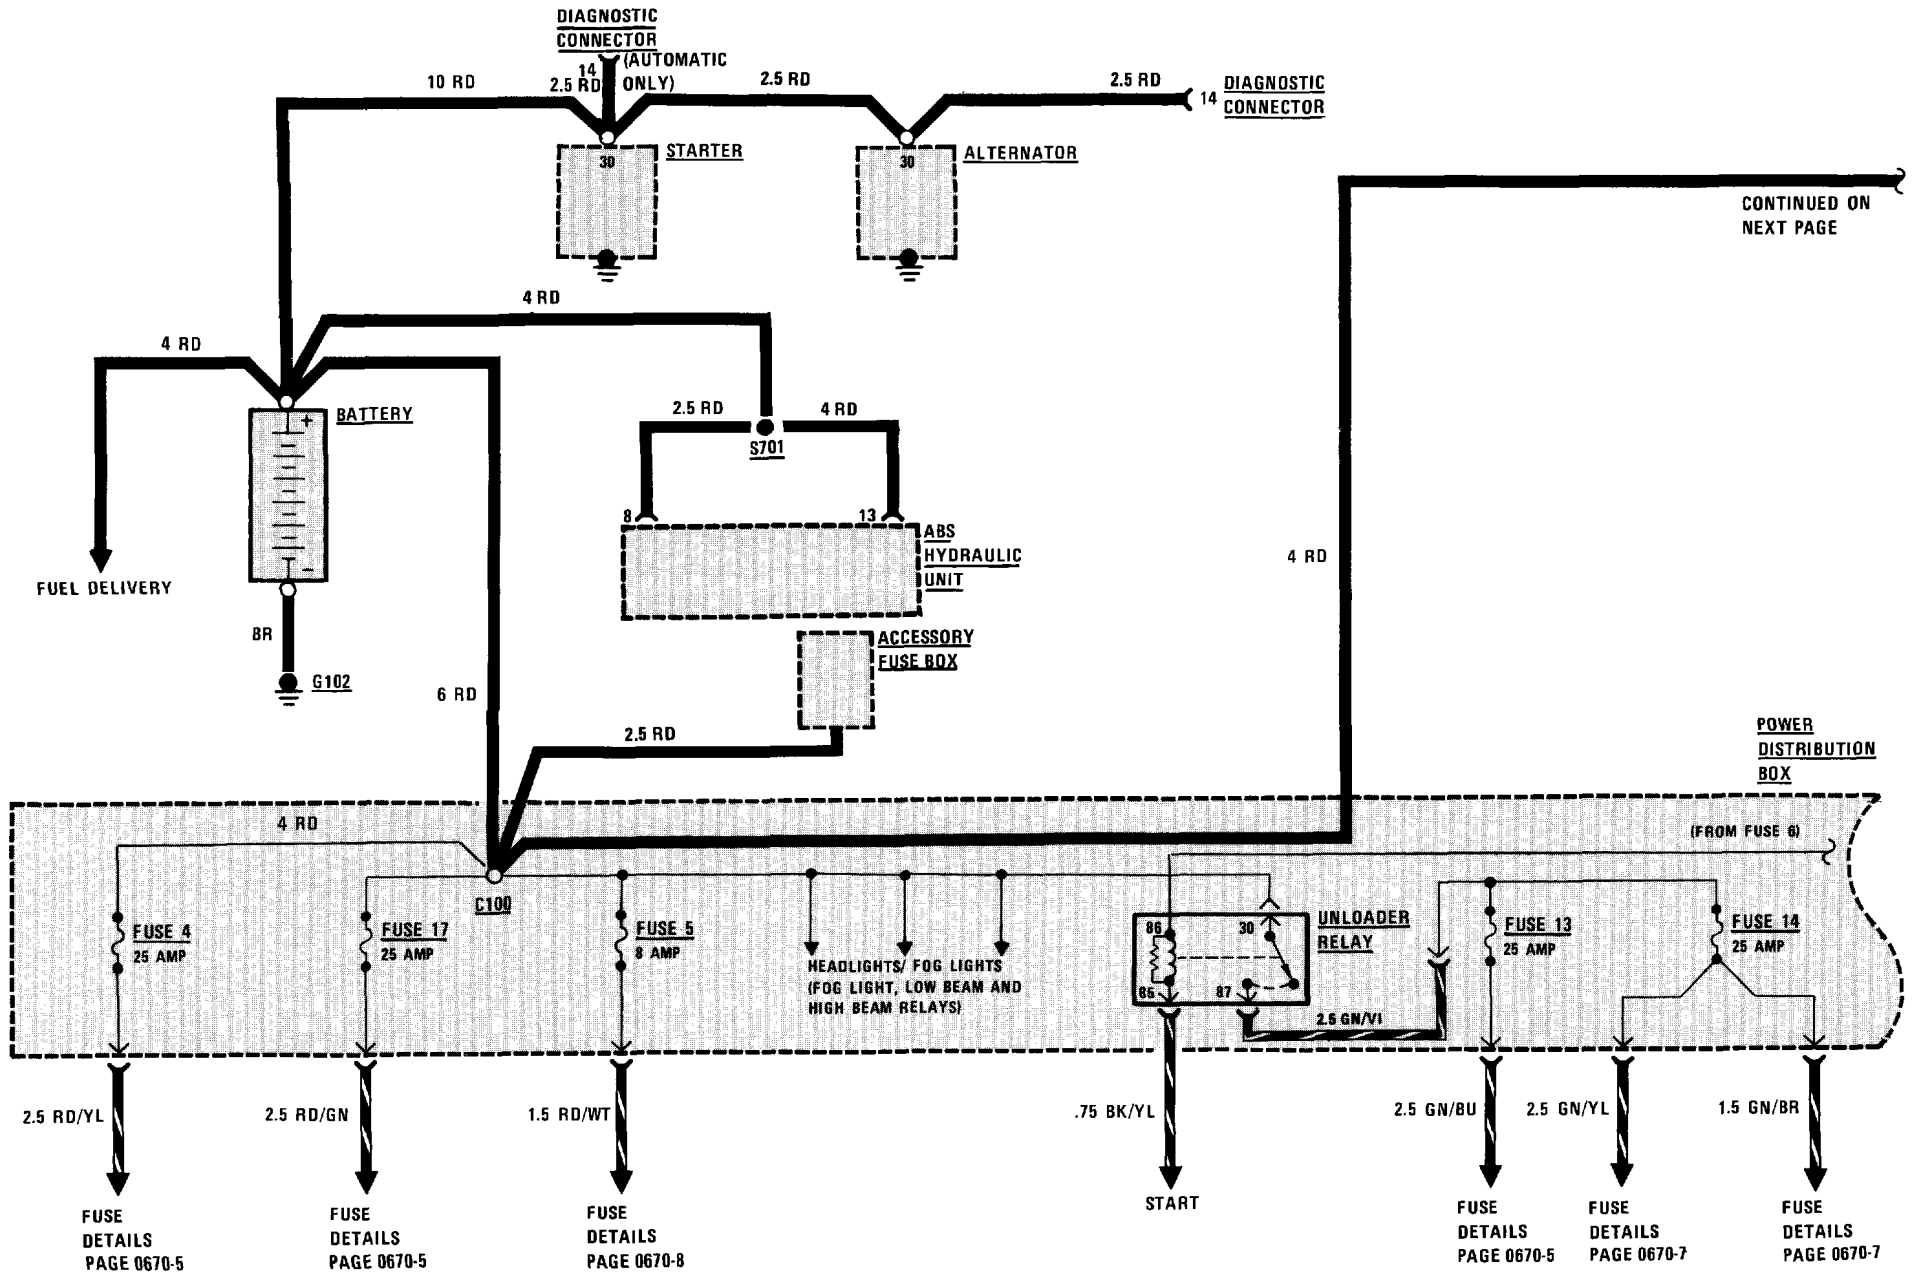 DIAGNOSTIC
CONNECTOR
(AUTOMATIC
ONLY)
14
2.5 RD
10 RD
2.5 RD
2.5 RD
14
DIAGNOSTIC
CONNECTOR
30
STARTER
30
ALTERNATOR
CONTINUED ON
NEXT PAGE
4 RD
4 RD
+
BATTERY
-
2.5 RD
4 RD
S701
8
13
ABS
HYDRAULIC
UNIT
4 RD
FUEL DELIVERY
BR
G102
ACCESSORY
FUSE BOX
6 RD
2.5 RD
POWER
DISTRIBUTION
BOX
4 RD
(FROM FUSE 6)
C100
FUSE 4
25 AMP
FUSE 17
25 AMP
FUSE 5
8 AMP
HEADLIGHTS/ FOG LIGHTS
(FOG LIGHT, LOW BEAM AND
HIGH BEAM RELAYS)
86
30
85
87
UNLOADER
RELAY
2.5 GN/VI
FUSE 13
25 AMP
FUSE 14
25 AMP
2.5 RD/YL
2.5 RD/GN
1.5 RD/WT
.75 BK/YL
2.5 GN/BU
2.5 GN/YL
1.5 GN/BR
FUSE
DETAILS
PAGE 0670-5
FUSE
DETAILS
PAGE 0670-5
FUSE
DETAILS
PAGE 0670-8
START
FUSE
DETAILS
PAGE 0670-5
FUSE
DETAILS
PAGE 0670-7
FUSE
DETAILS
PAGE 0670-7